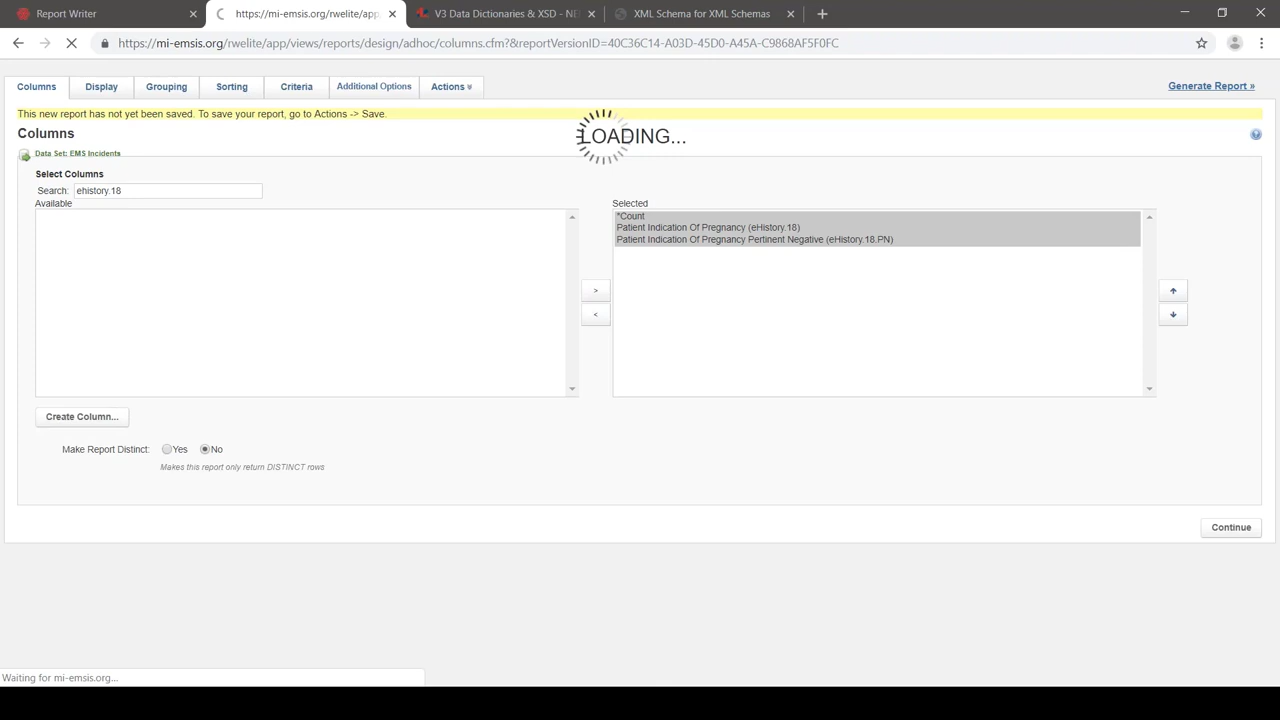 Report Writer
https://mi-emsis.org/rwelite/app
V3 Data Dictionaries & XSD - NE
XML Schema for XML Schemas
https://mi-emsis.org/rwelite/app/views/reports/design/adhoc/columns.cfm?&reportVersionID=40C36C14-A03D-45D0-A45A-C9868AF5F0FC
Columns
Display
Grouping
Sorting
Criteria
Additional Options
Actions
Generate Report »
This new report has not yet been saved. To save your report, go to Actions -> Save.
Columns
LOADING...
Data Set: EMS Incidents
Select Columns
Search: ehistory.18
Available
Selected
*Count
Patient Indication Of Pregnancy (eHistory.18)
Patient Indication Of Pregnancy Pertinent Negative (eHistory.18.PN)
>
<
Create Column...
Make Report Distinct: Yes No
Makes this report only return DISTINCT rows
Continue
Waiting for mi-emsis.org...